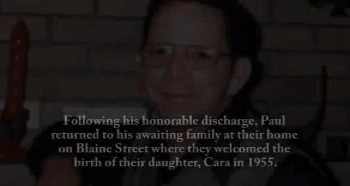 Following his honorable discharge, Paul
returned to his awaiting family at their home
on Blaine Street where they welcomed the
birth of their daughter, Cara in 1955.